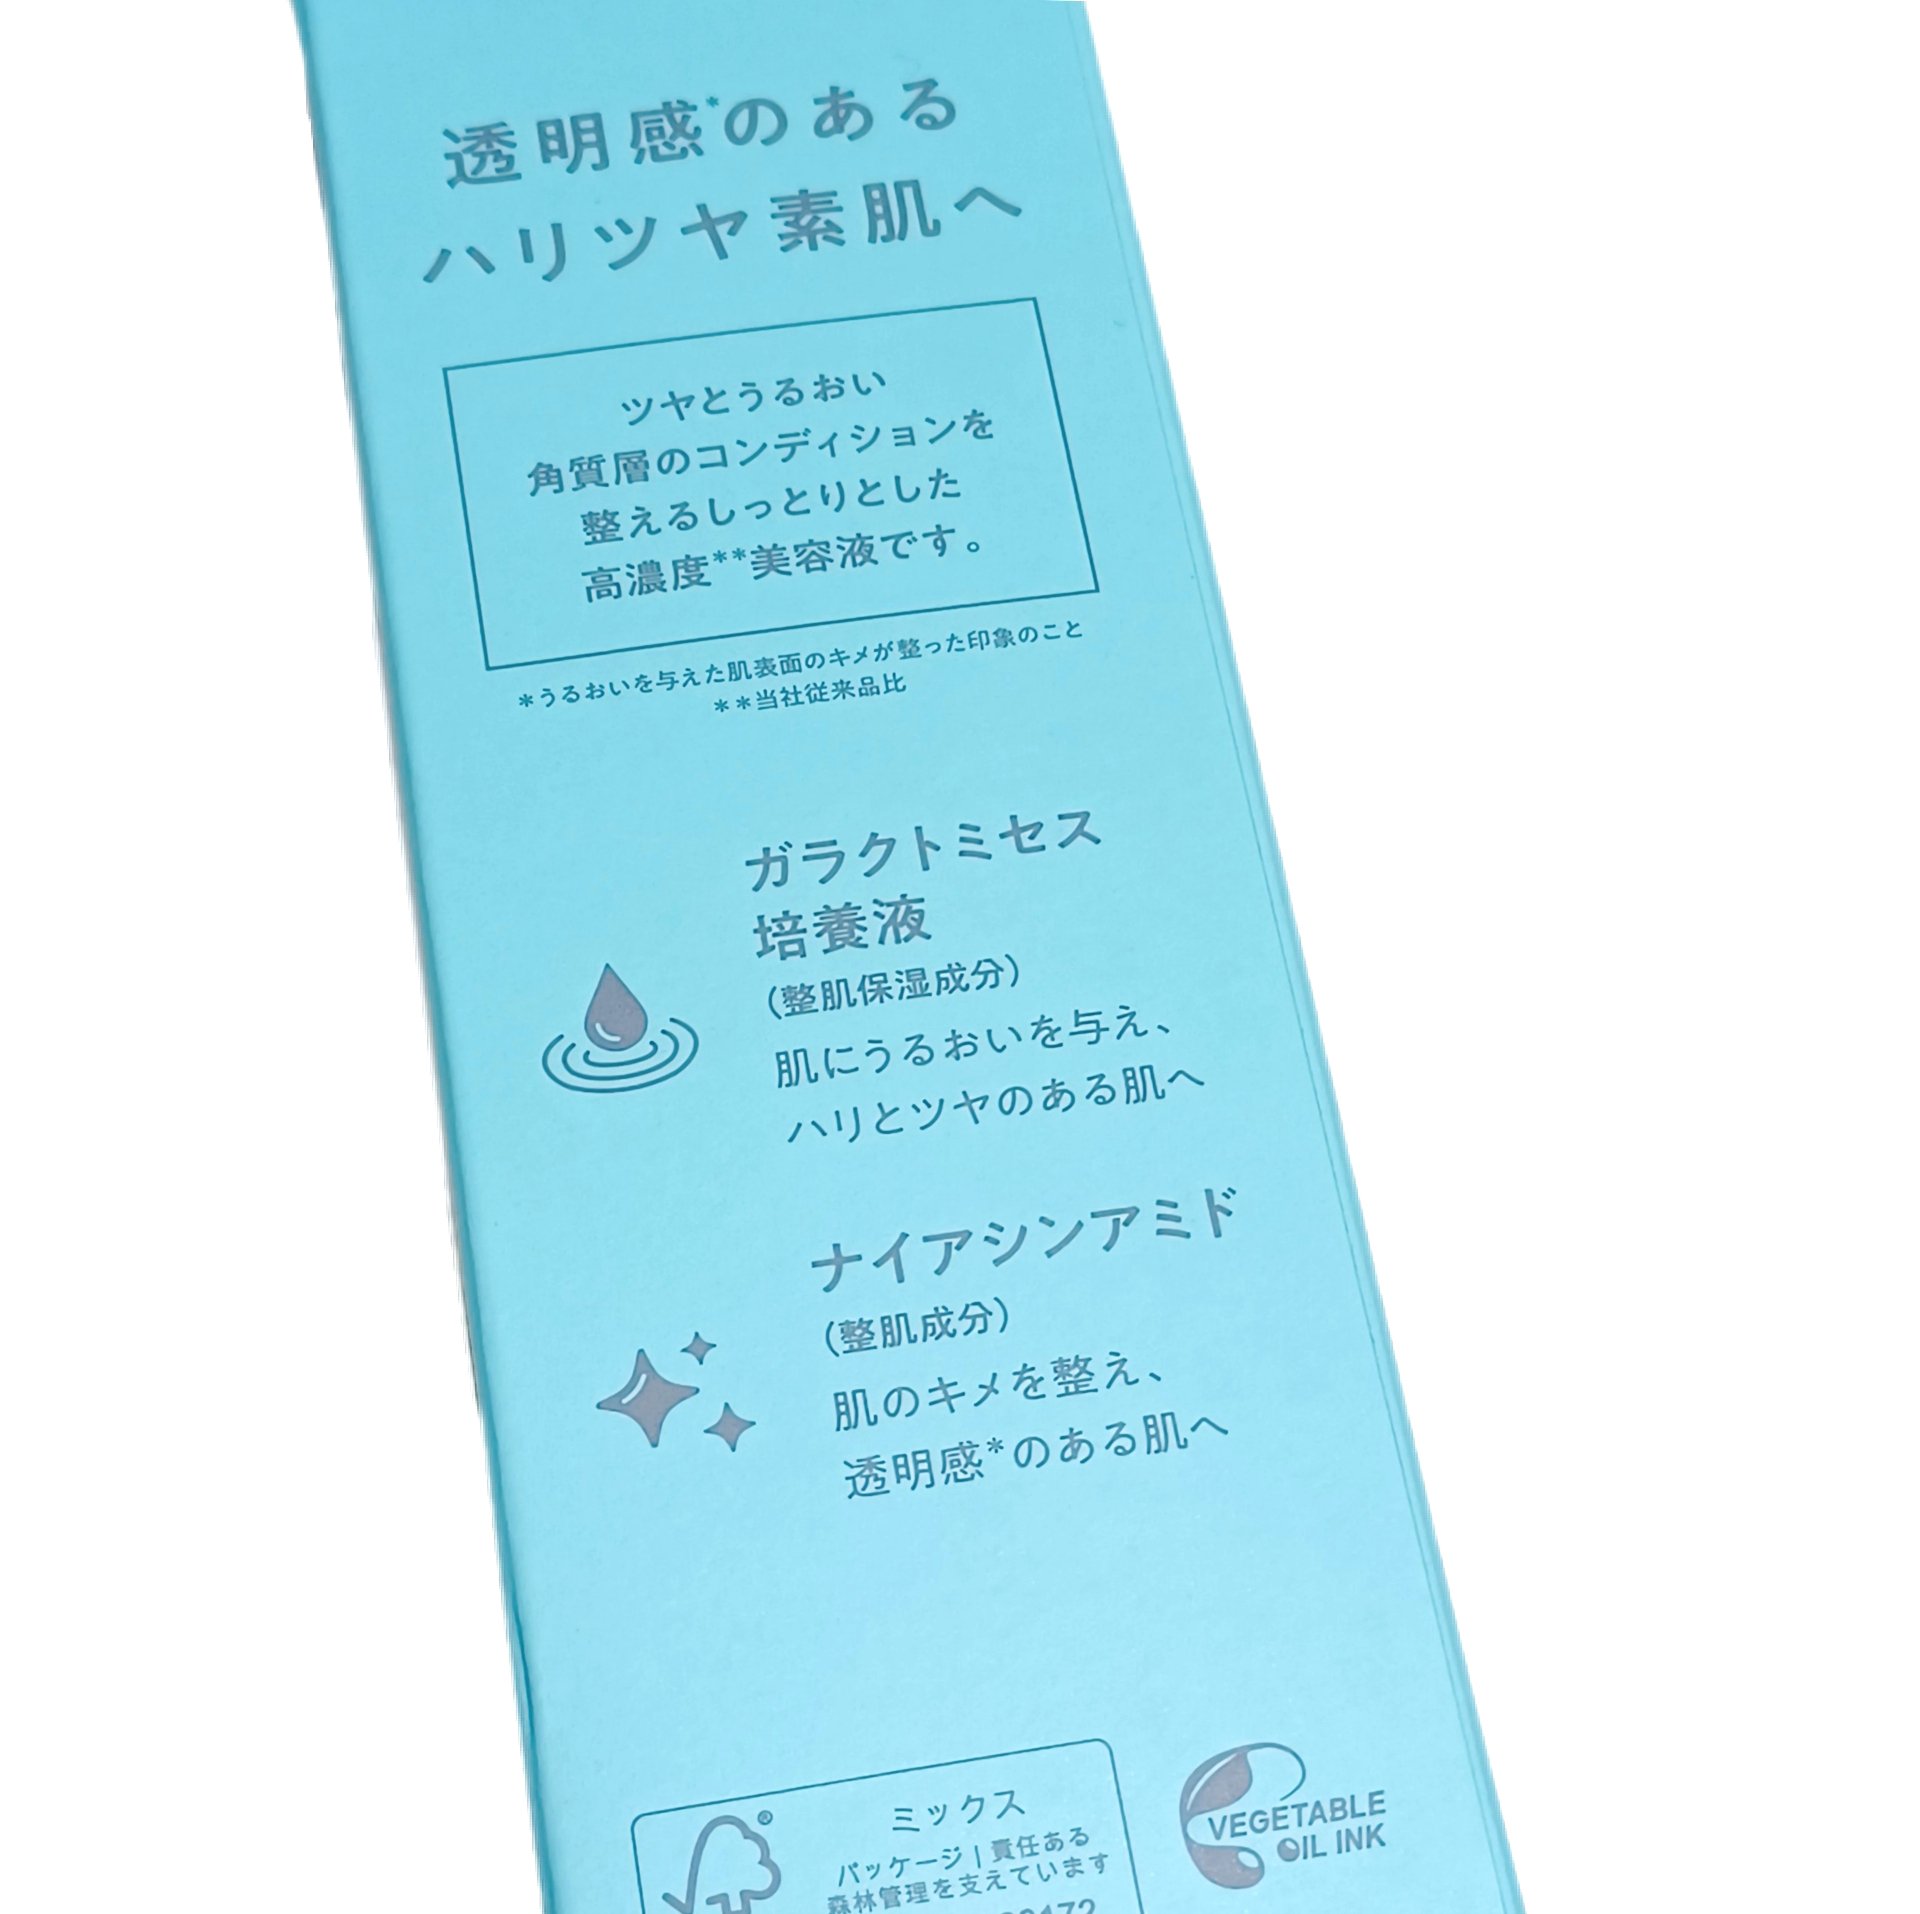 透明感*のある
ハリツヤ素肌へ
ツヤとうるおい
角質層のコンディションを
整えるしっとりとした
高濃度**美容液です。
*うるおいを与えた肌表面のキメが整った印象のこと
**当社従来品比
ガラクトミセス
培養液
(整肌保湿成分)
肌にうるおいを与え、
ハリとツヤのある肌へ
ナイアシンアミド
(整肌成分)
肌のキメを整え、
透明感*のある肌へ
®
ミックス
パッケージ|責任ある
森林管理を支えています
VEGETABLE
OIL INK